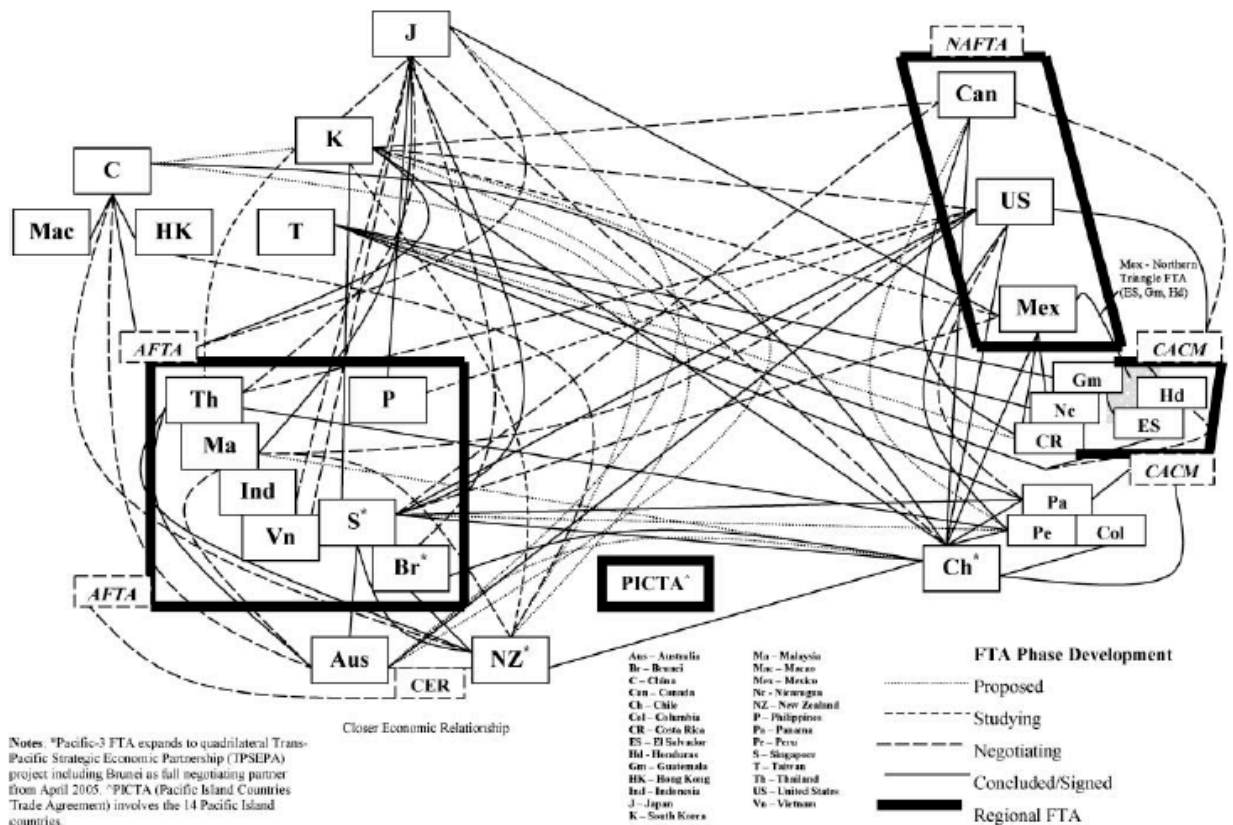 J
NAFTA
Can
K
C
US
Mac
HK
T
Mex - Northern
Triangle FTA
(ES, Gm, Hd)
Mex
AFTA
CACM
Gm
Hd
Th
P
Nc
ES
Ma
CR
CACM
Ind
Pa
S*
Vn
Pe
Col
Br*
Ch*
PICTA^
AFTA
Aus
NZ*
CER
Closer Economic Relationship
Notes: *Pacific-3 FTA expands to quadrilateral Trans-
Pacific Strategic Economic Partnership (TPSEPA)
project including Brunei as full negotiating partner
from April 2005. ^PICTA (Pacific Island Countries
Trade Agreement) involves the 14 Pacific Island
countries.
Aus – Australia
Br – Brunei
C – China
Can – Canada
Ch – Chile
Col – Columbia
CR – Costa Rica
ES – El Salvador
Hd – Honduras
Gm – Guatemala
HK – Hong Kong
Ind – Indonesia
J – Japan
K – South Korea
Ma – Malaysia
Mac – Macao
Mex – Mexico
Nc – Nicaragua
NZ – New Zealand
P – Philippines
Pa – Panama
Pe – Peru
S – Singapore
T – Taiwan
Th – Thailand
US – United States
Vn – Vietnam
FTA Phase Development
Proposed
Studying
Negotiating
Concluded/Signed
Regional FTA